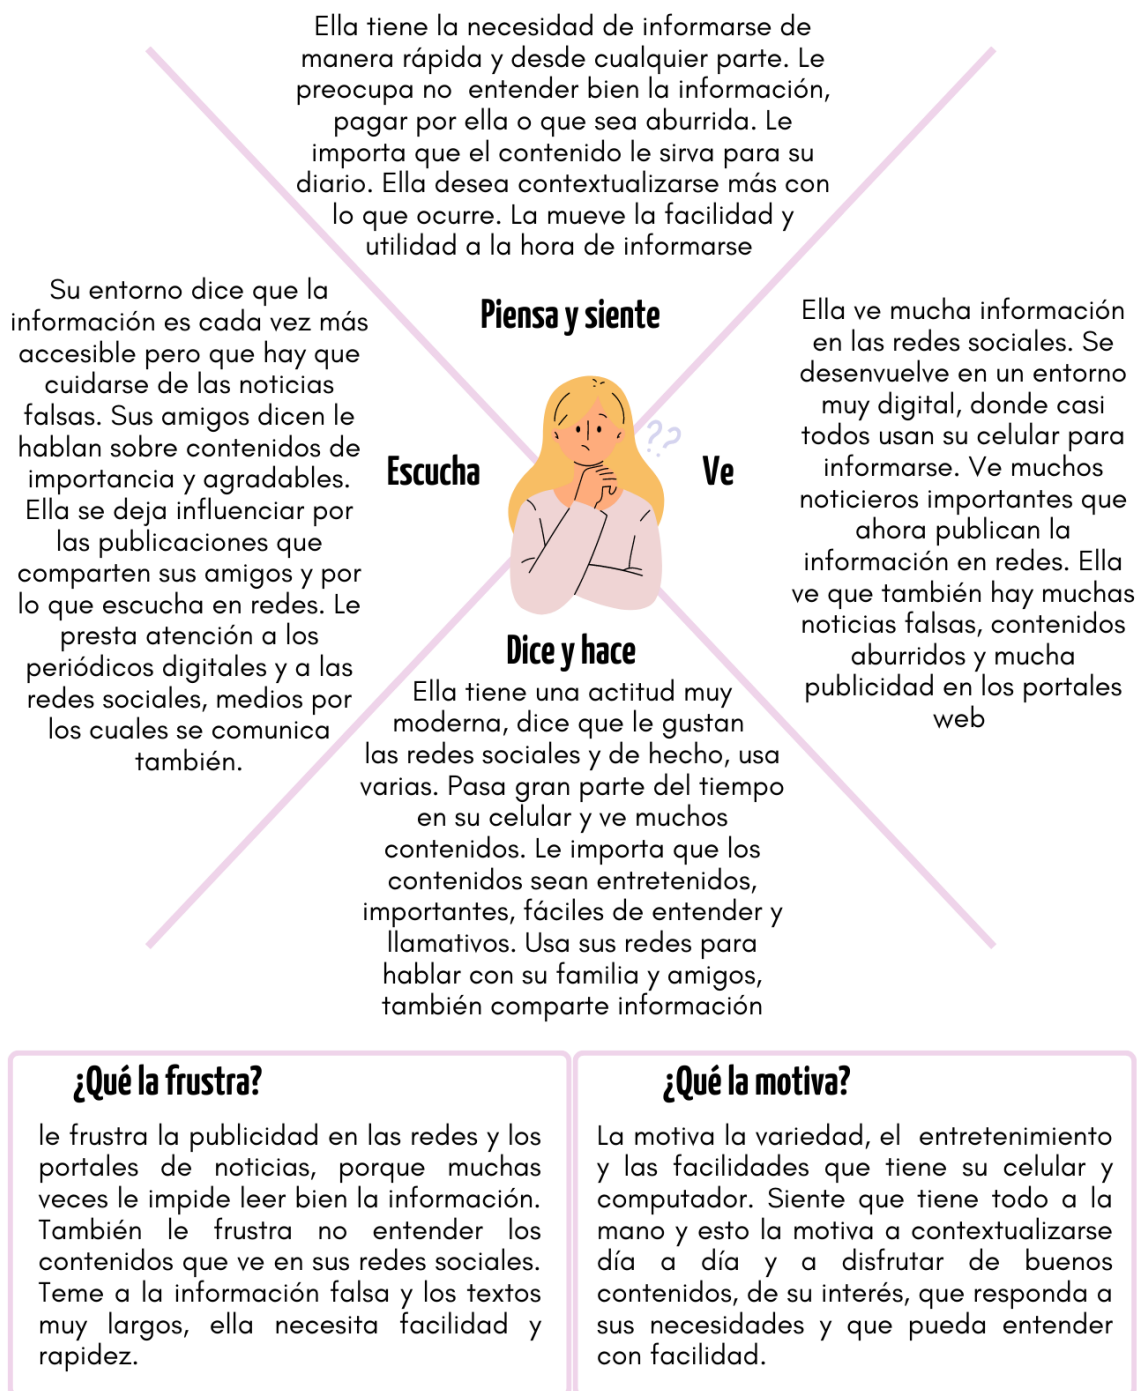 Ella tiene la necesidad de informarse de
manera rápida y desde cualquier parte. Le
preocupa no entender bien la información,
pagar por ella o que sea aburrida. Le
importa que el contenido le sirva para su
diario. Ella desea contextualizarse más con
lo que ocurre. La mueve la facilidad y
utilidad a la hora de informarse
Piensa y siente
Su entorno dice que la
información es cada vez más
accesible pero que hay que
cuidarse de las noticias
falsas. Sus amigos dicen le
hablan sobre contenidos de
importancia y agradables.
Ella se deja influenciar por
las publicaciones que
comparten sus amigos y por
lo que escucha en redes. Le
presta atención a los
periódicos digitales y a las
redes sociales, medios por
los cuales se comunica
también.
Escucha
??
Ve
Ella ve mucha información
en las redes sociales. Se
desenvuelve en un entorno
muy digital, donde casi
todos usan su celular para
informarse. Ve muchos
noticieros importantes que
ahora publican la
información en redes. Ella
ve que también hay muchas
noticias falsas, contenidos
aburridos y mucha
publicidad en los portales
web
Dice y hace
Ella tiene una actitud muy
moderna, dice que le gustan
las redes sociales y de hecho, usa
varias. Pasa gran parte del tiempo
en su celular y ve muchos
contenidos. Le importa que los
contenidos sean entretenidos,
importantes, fáciles de entender y
llamativos. Usa sus redes para
hablar con su familia y amigos,
también comparte información
¿Qué la frustra?
le frustra la publicidad en las redes y los
portales de noticias, porque muchas
veces le impide leer bien la información.
También le frustra no entender los
contenidos que ve en sus redes sociales.
Teme a la información falsa y los textos
muy largos, ella necesita facilidad y
rapidez.
¿Qué la motiva?
La motiva la variedad, el entretenimiento
y las facilidades que tiene su celular y
computador. Siente que tiene todo a la
mano y esto la motiva a contextualizarse
día a día y a disfrutar de buenos
contenidos, de su interés, que responda a
sus necesidades y que pueda entender
con facilidad.